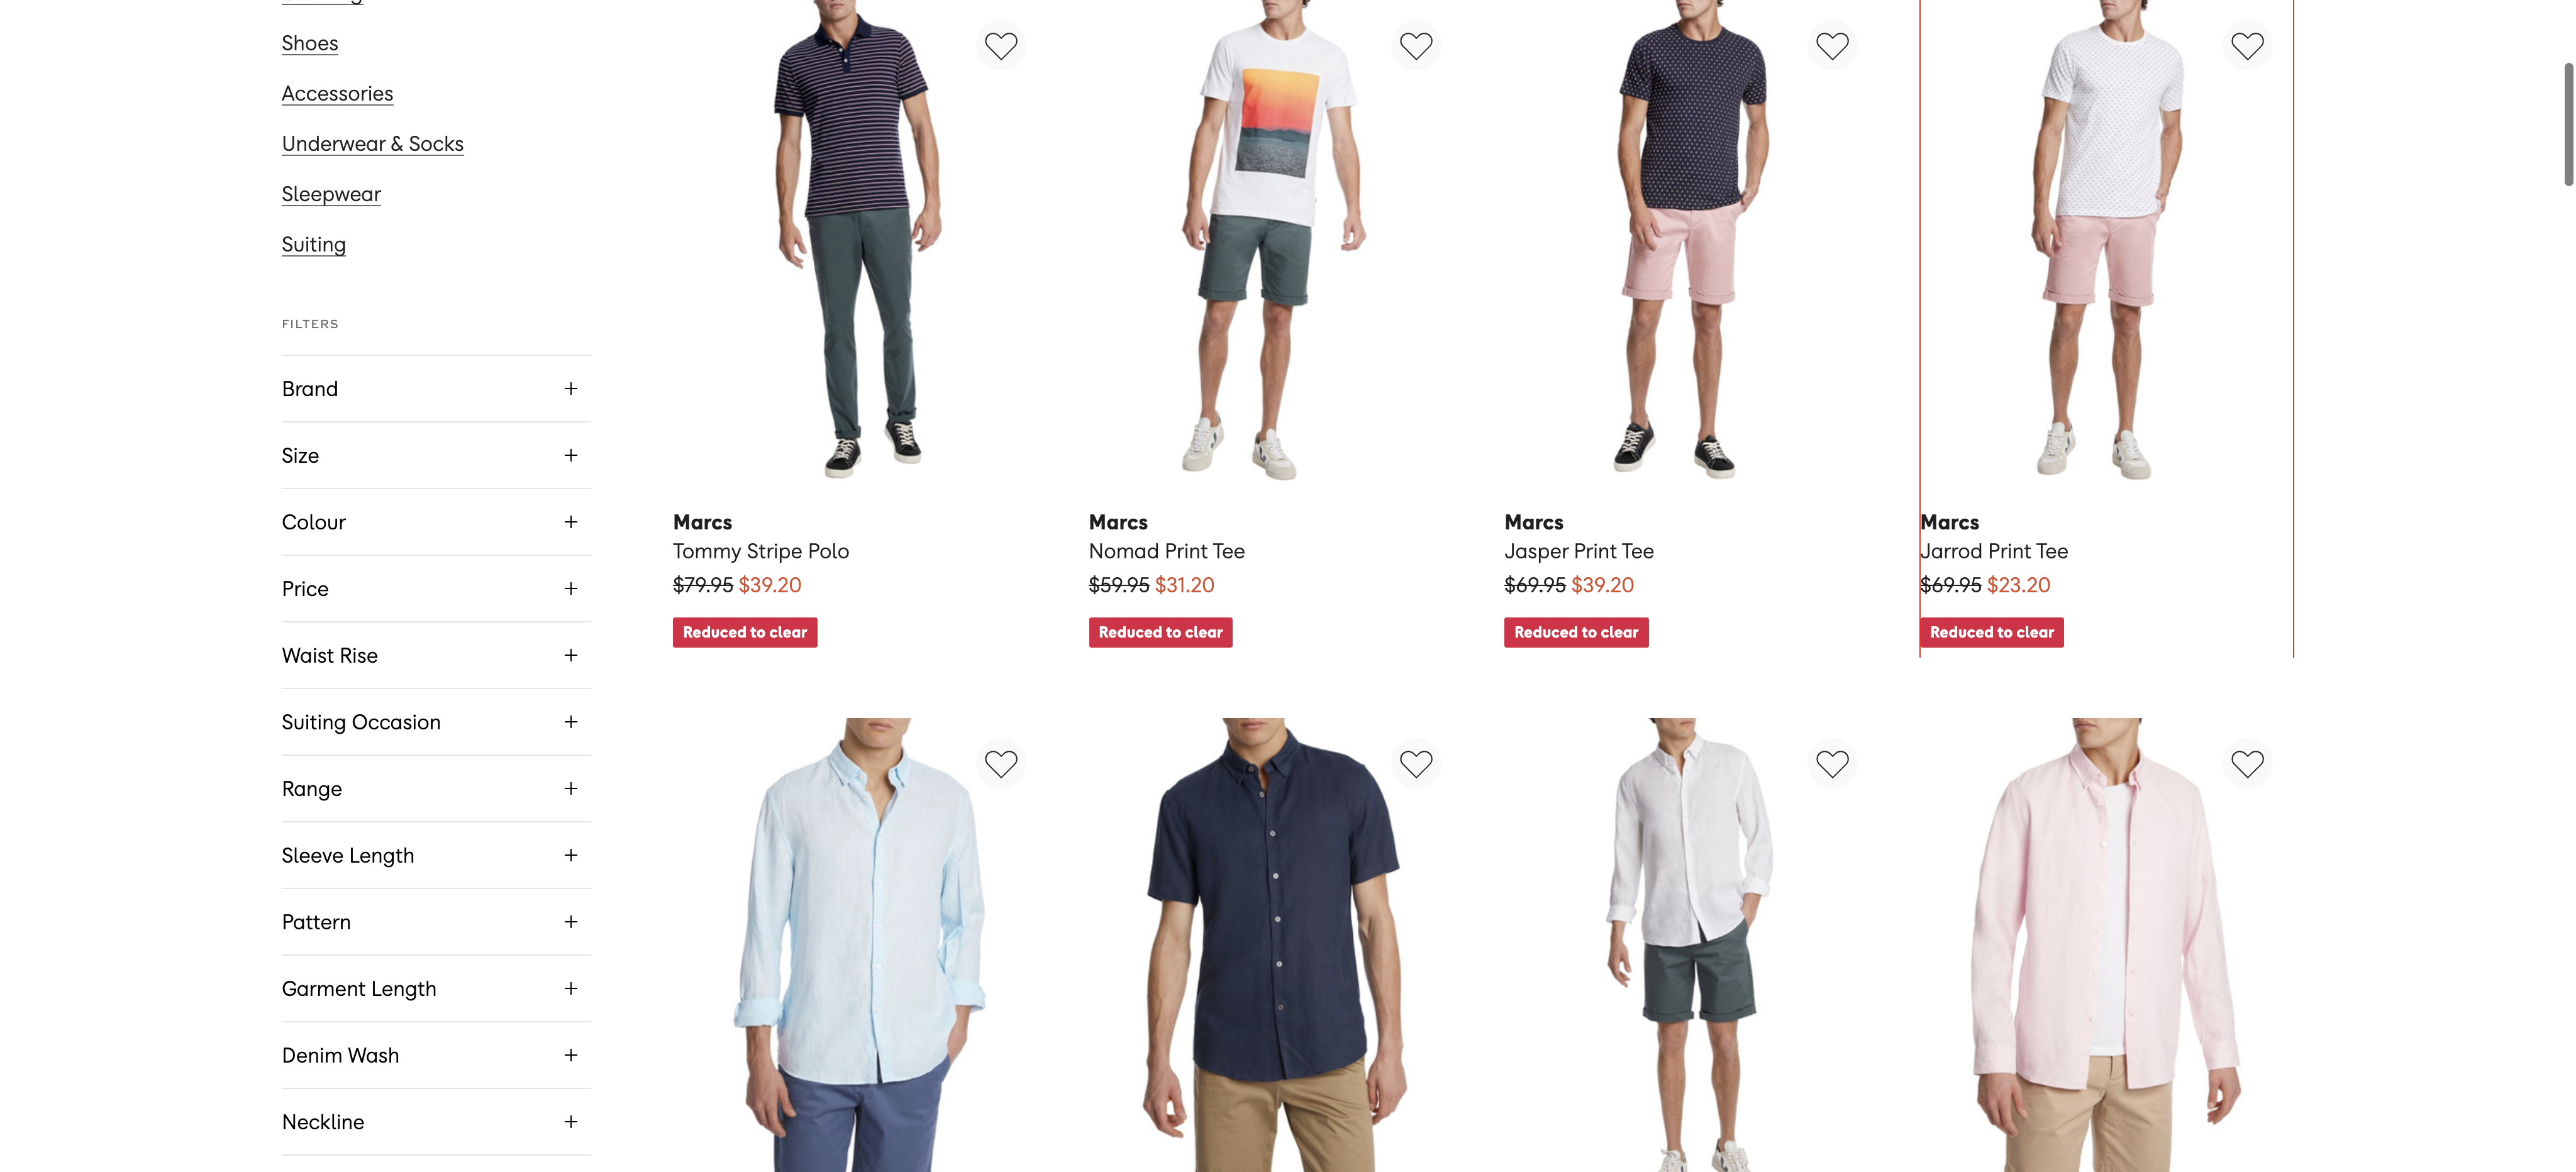 Shoes
Accessories
Underwear & Socks
Sleepwear
Suiting
FILTERS
Brand
Size
Colour
Price
Waist Rise
Suiting Occasion
Range
Sleeve Length
Pattern
Garment Length
Denim Wash
Neckline
Marcs
Tommy Stripe Polo
$79.95 $39.20
Reduced to clear
Marcs
Nomad Print Tee
$59.95 $31.20
Reduced to clear
Marcs
Jasper Print Tee
$69.95 $39.20
Reduced to clear
Marcs
Jarrod Print Tee
$69.95 $23.20
Reduced to clear